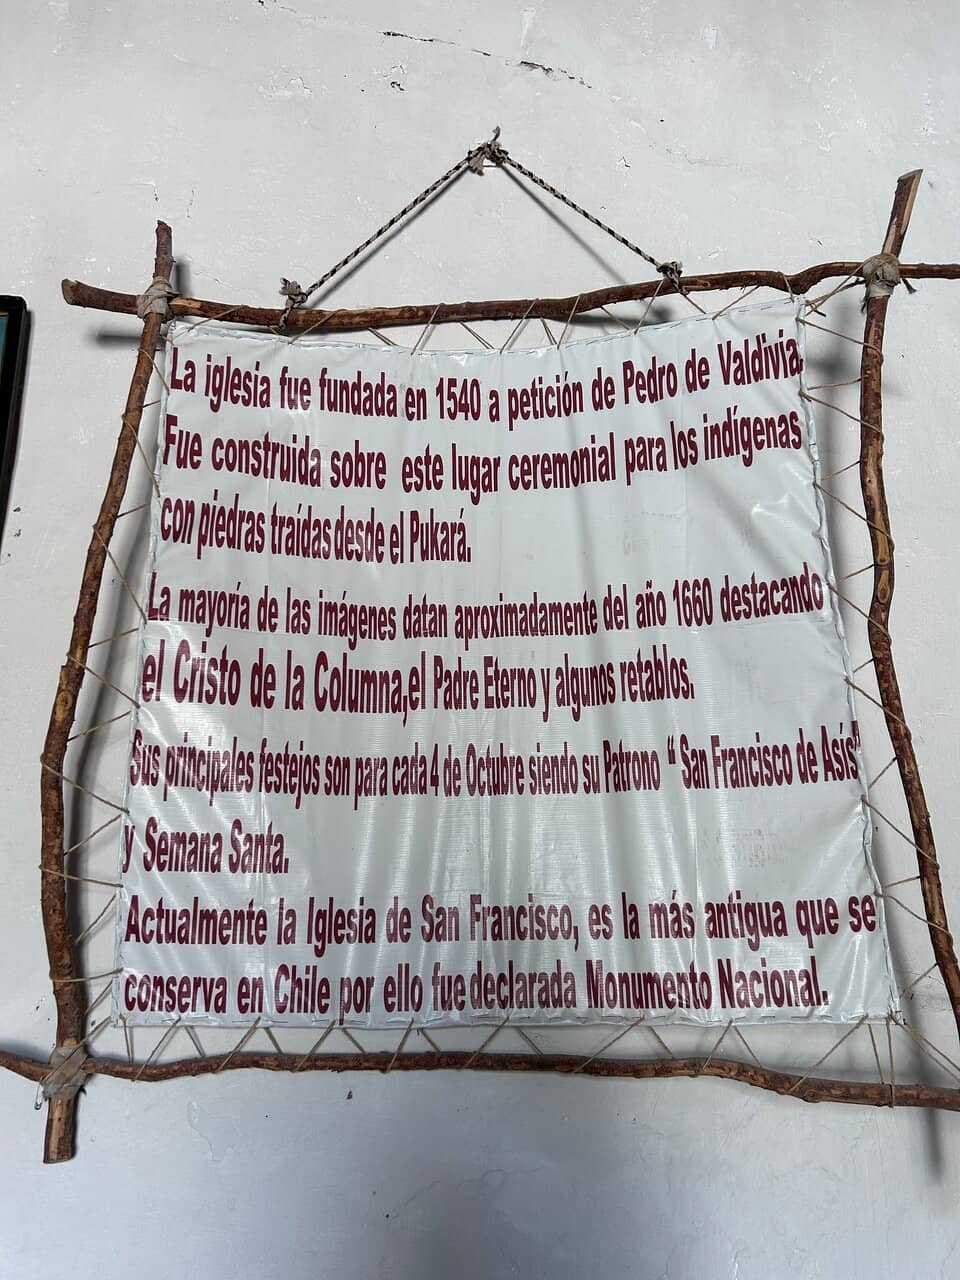 La iglesia fue fundada en 1540 a petición de Pedro de Valdivia.
Fue construida sobre este lugar ceremonial para los indígenas
con piedras traídas desde el Pukará.
La mayoría de las imágenes datan aproximadamente del año 1660 destacando
el Cristo de la Columna,el Padre Eterno y algunos retablos.
Sus principales festejos son para cada 4 de Octubre siendo su Patrono “ San Francisco de Asís”
y Semana Santa.
Actualmente la Iglesia de San Francisco, es la más antigua que se
conserva en Chile por ello fue declarada Monumento Nacional.